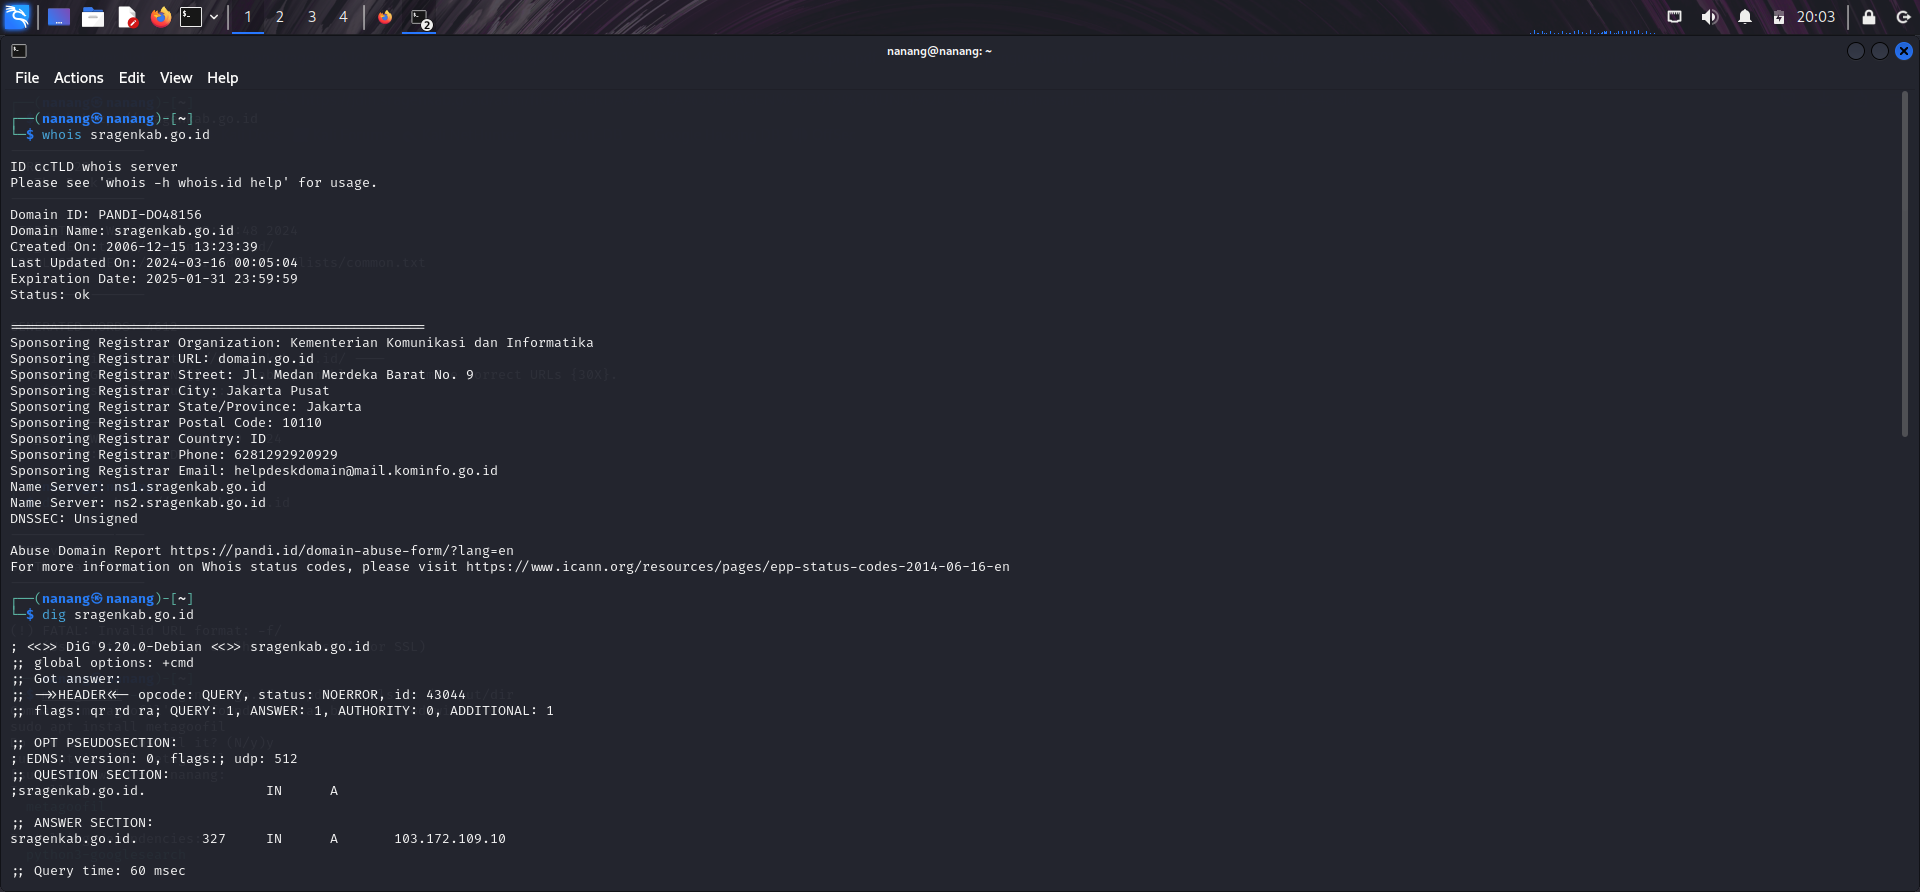 1 2 3 4 2 20:03
nanang@nanang: ~
File Actions Edit View Help
┌──(nanang㉿nanang)-[~]
└─$ whois sragenkab.go.id
ID ccTLD whois server
Please see 'whois -h whois.id help' for usage.
Domain ID: PANDI-DO48156
Domain Name: sragenkab.go.id
Created On: 2006-12-15 13:23:39
Last Updated On: 2024-03-16 00:05:04
Expiration Date: 2025-01-31 23:59:59
Status: ok
Sponsoring Registrar Organization: Kementerian Komunikasi dan Informatika
Sponsoring Registrar URL: domain.go.id
Sponsoring Registrar Street: Jl. Medan Merdeka Barat No. 9
Sponsoring Registrar City: Jakarta Pusat
Sponsoring Registrar State/Province: Jakarta
Sponsoring Registrar Postal Code: 10110
Sponsoring Registrar Country: ID
Sponsoring Registrar Phone: 6281292920929
Sponsoring Registrar Email: helpdeskdomain@mail.kominfo.go.id
Name Server: ns1.sragenkab.go.id
Name Server: ns2.sragenkab.go.id
DNSSEC: Unsigned
Abuse Domain Report https://pandi.id/domain-abuse-form/?lang=en
For more information on Whois status codes, please visit https://www.icann.org/resources/pages/epp-status-codes-2014-06-16-en
┌──(nanang㉿nanang)-[~]
└─$ dig sragenkab.go.id
; <<>> DiG 9.20.0-Debian <<>> sragenkab.go.id
;; global options: +cmd
;; Got answer:
;; ->>HEADER<<- opcode: QUERY, status: NOERROR, id: 43044
;; flags: qr rd ra; QUERY: 1, ANSWER: 1, AUTHORITY: 0, ADDITIONAL: 1
;; OPT PSEUDOSECTION:
; EDNS: version: 0, flags:; udp: 512
;; QUESTION SECTION:
;sragenkab.go.id. IN A
;; ANSWER SECTION:
sragenkab.go.id. 327 IN A 103.172.109.10
;; Query time: 60 msec